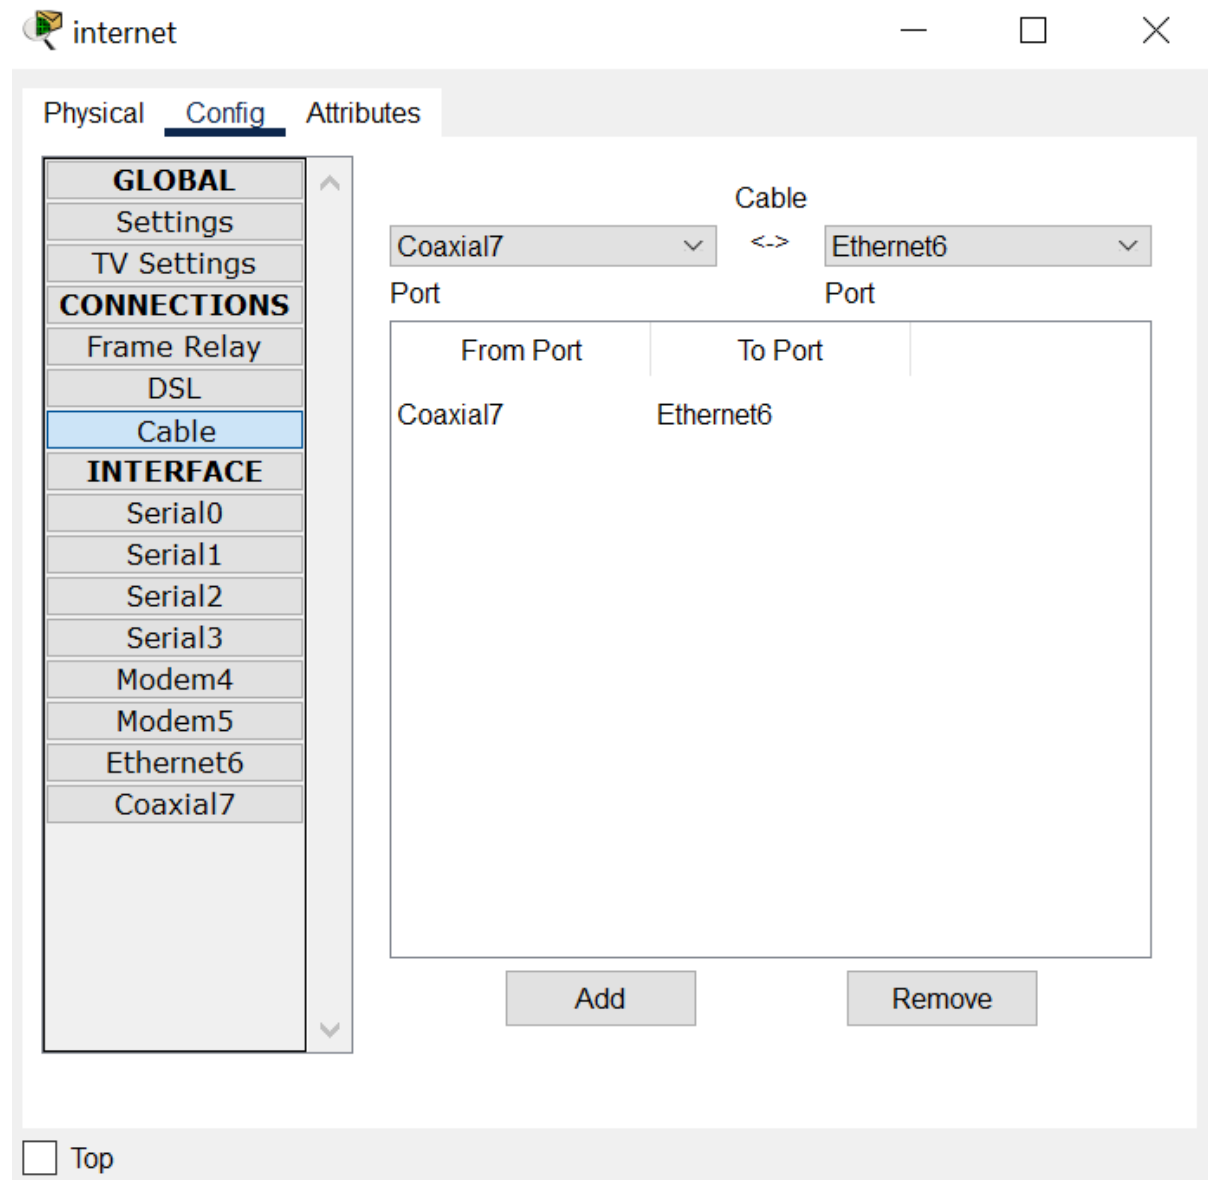 internet
Physical Config Attributes
GLOBAL
Settings
TV Settings
CONNECTIONS
Frame Relay
DSL
Cable
INTERFACE
Serial0
Serial1
Serial2
Serial3
Modem4
Modem5
Ethernet6
Coaxial7
Cable
Coaxial7 <-> Ethernet6
Port Port
From Port To Port
Coaxial7 Ethernet6
Add Remove
Top